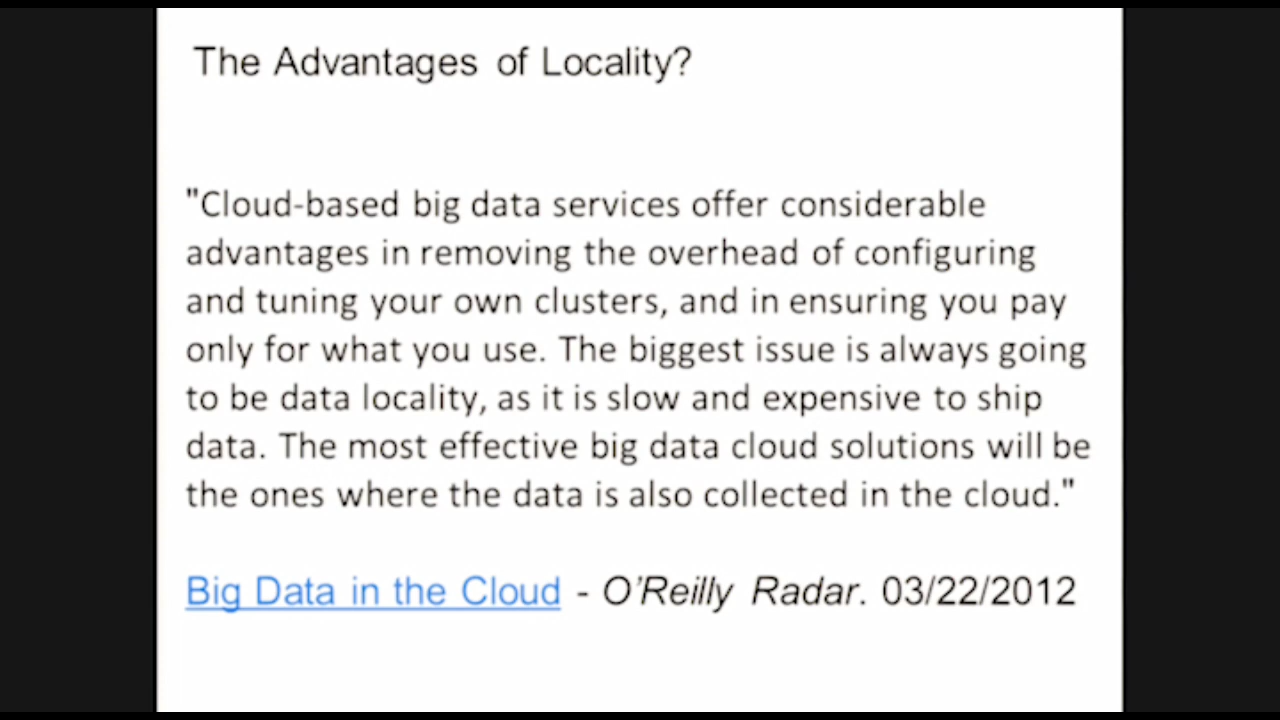 The Advantages of Locality?
"Cloud-based big data services offer considerable
advantages in removing the overhead of configuring
and tuning your own clusters, and in ensuring you pay
only for what you use. The biggest issue is always going
to be data locality, as it is slow and expensive to ship
data. The most effective big data cloud solutions will be
the ones where the data is also collected in the cloud."
Big Data in the Cloud - O'Reilly Radar. 03/22/2012